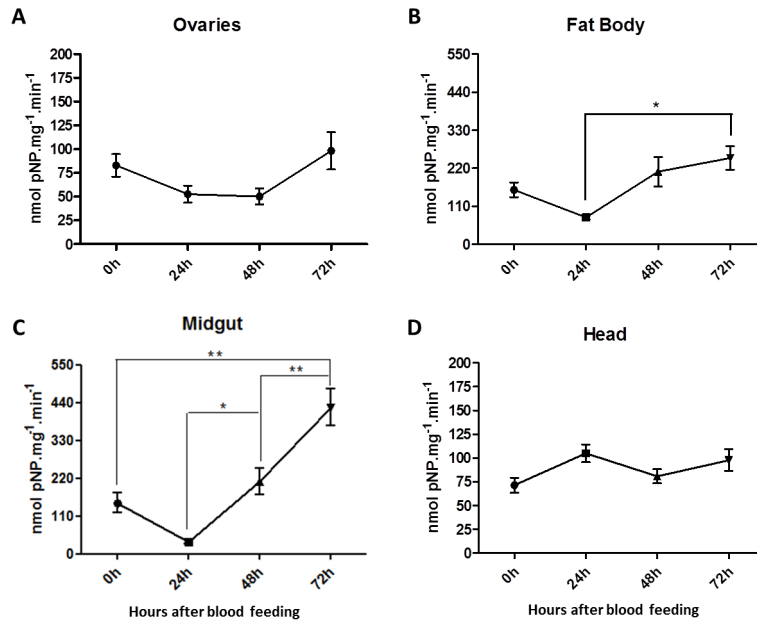 A
Ovaries
nmol pNP.mg⁻¹.min⁻¹
200
175
150
125
100
75
50
25
0
0h
24h
48h
72h
B
Fat Body
nmol pNP.mg⁻¹.min⁻¹
550
440
330
220
110
0
*
0h
24h
48h
72h
C
Midgut
nmol pNP.mg⁻¹.min⁻¹
550
440
330
220
110
0
**
**
*
0h
24h
48h
72h
Hours after blood feeding
D
Head
nmol pNP.mg⁻¹.min⁻¹
200
175
150
125
100
75
50
25
0
0h
24h
48h
72h
Hours after blood feeding